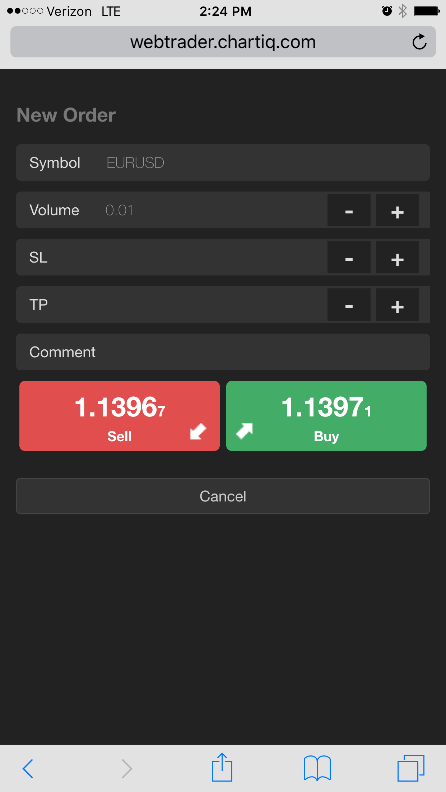 Verizon LTE 2:24 PM
webtrader.chartiq.com
New Order
Symbol EURUSD
Volume 0.01 - +
SL - +
TP - +
Comment
1.13967 1.13971
Sell Buy
Cancel